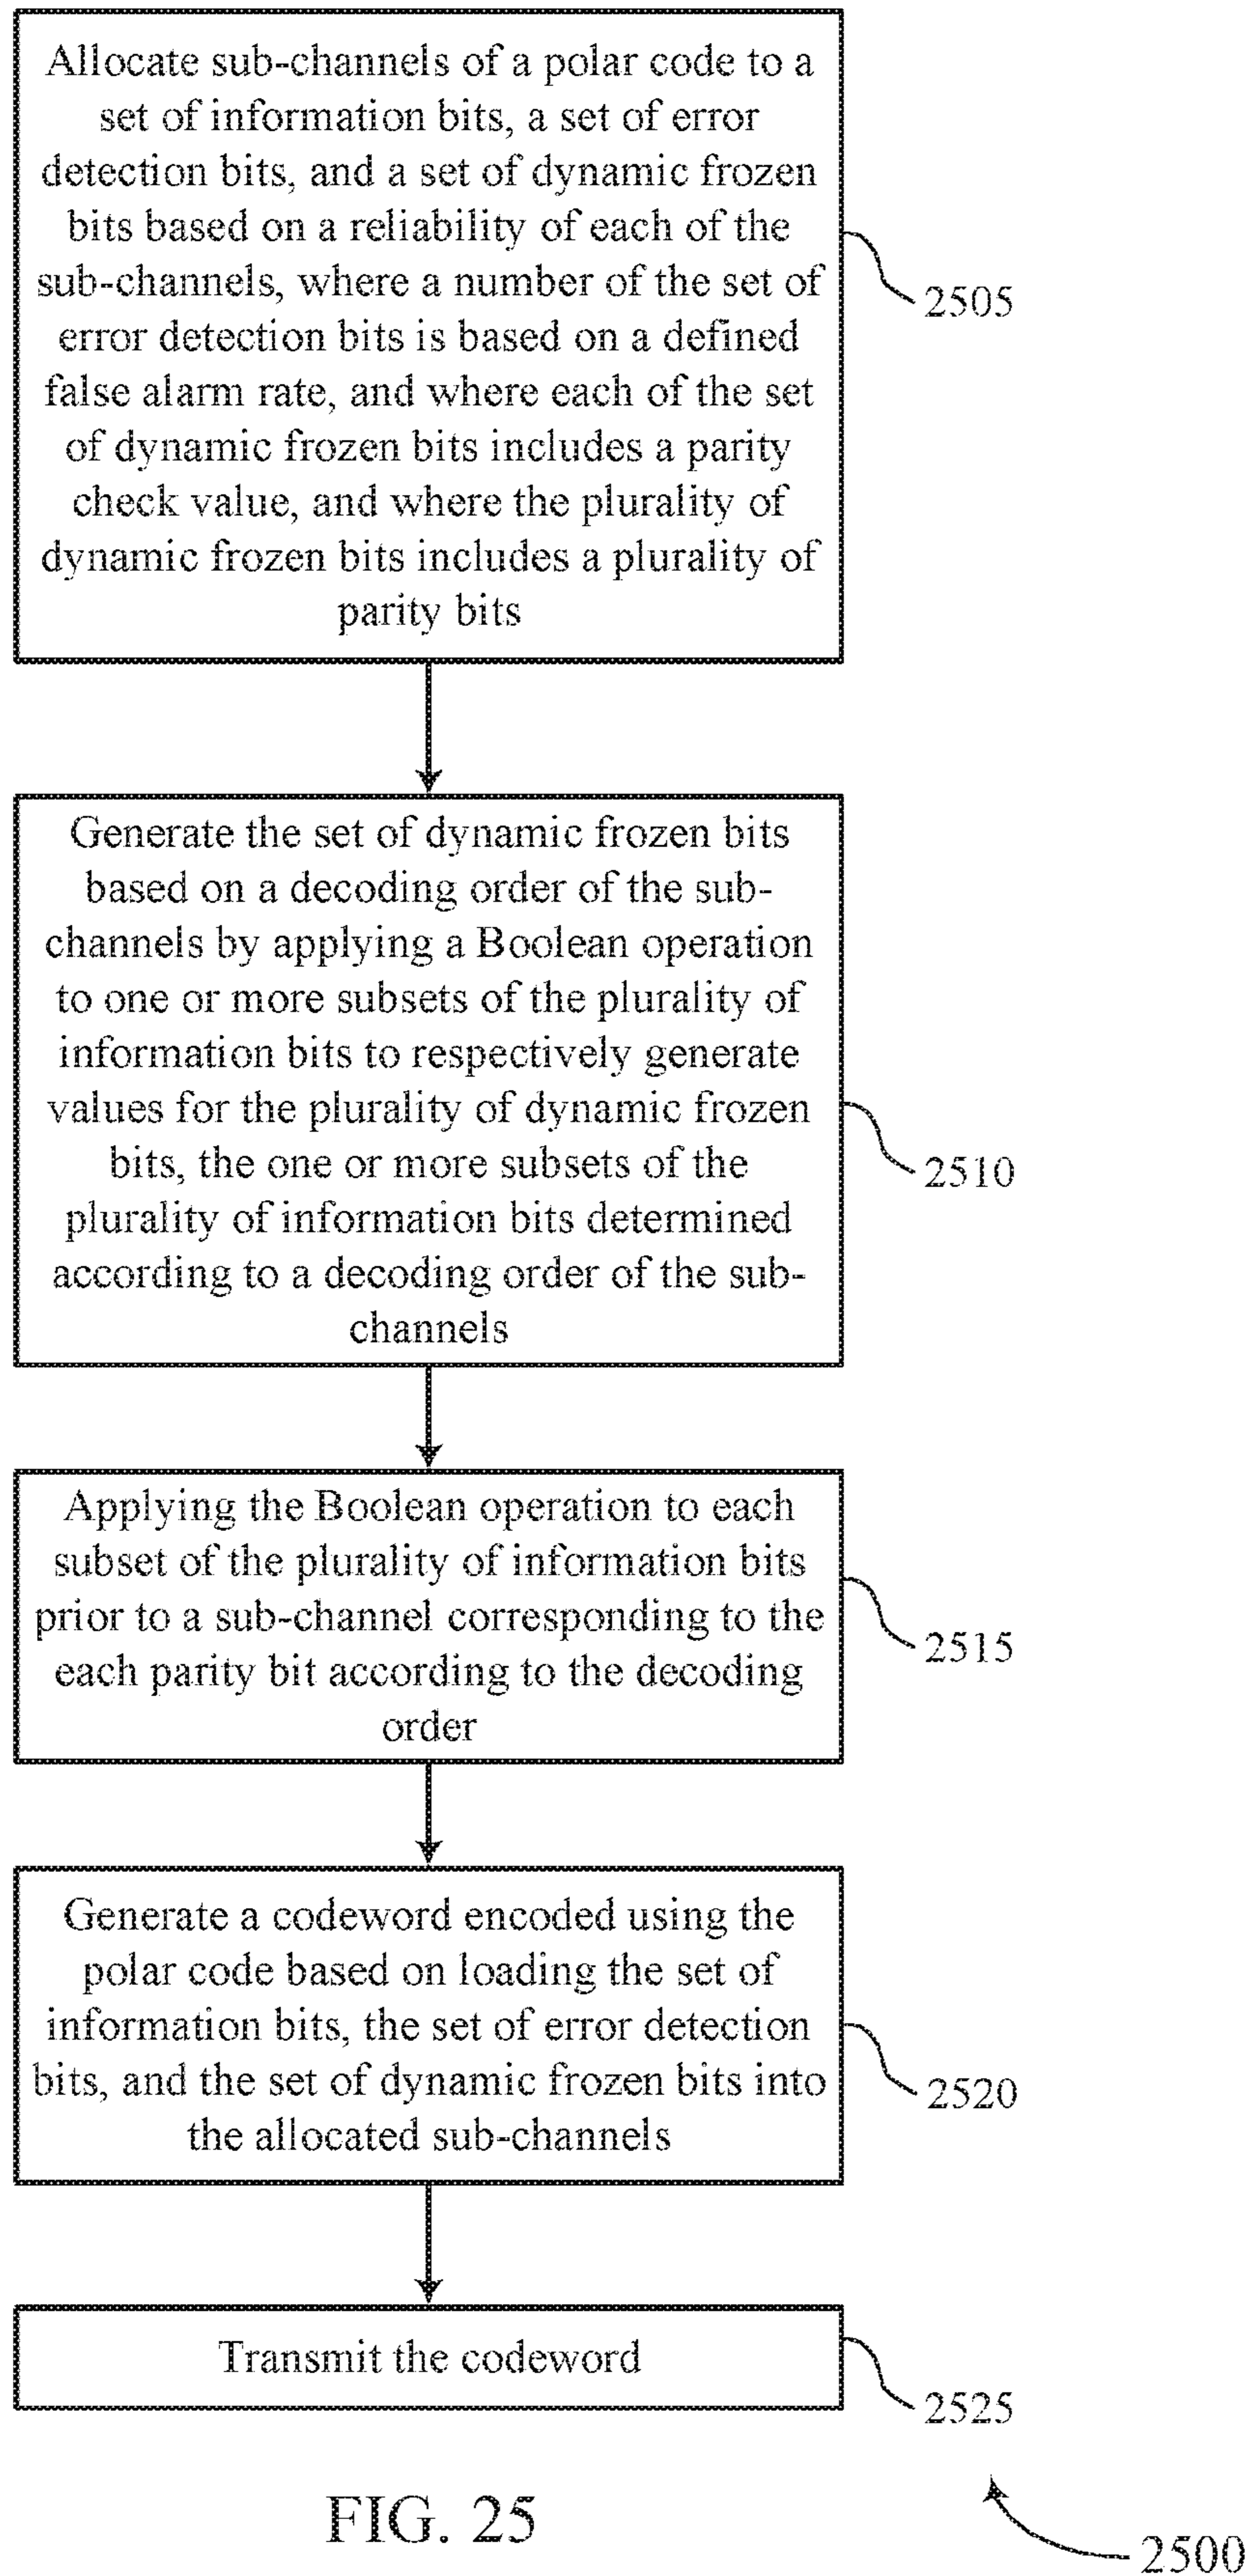 Allocate sub-channels of a polar code to a
set of information bits, a set of error
detection bits, and a set of dynamic frozen
bits based on a reliability of each of the
sub-channels, where a number of the set of
error detection bits is based on a defined
false alarm rate, and where each of the set
of dynamic frozen bits includes a parity
check value, and where the plurality of
dynamic frozen bits includes a plurality of
parity bits
2505
Generate the set of dynamic frozen bits
based on a decoding order of the sub-
channels by applying a Boolean operation
to one or more subsets of the plurality of
information bits to respectively generate
values for the plurality of dynamic frozen
bits, the one or more subsets of the
plurality of information bits determined
according to a decoding order of the sub-
channels
2510
Applying the Boolean operation to each
subset of the plurality of information bits
prior to a sub-channel corresponding to the
each parity bit according to the decoding
order
2515
Generate a codeword encoded using the
polar code based on loading the set of
information bits, the set of error detection
bits, and the set of dynamic frozen bits into
the allocated sub-channels
2520
Transmit the codeword
2525
FIG. 25
2500